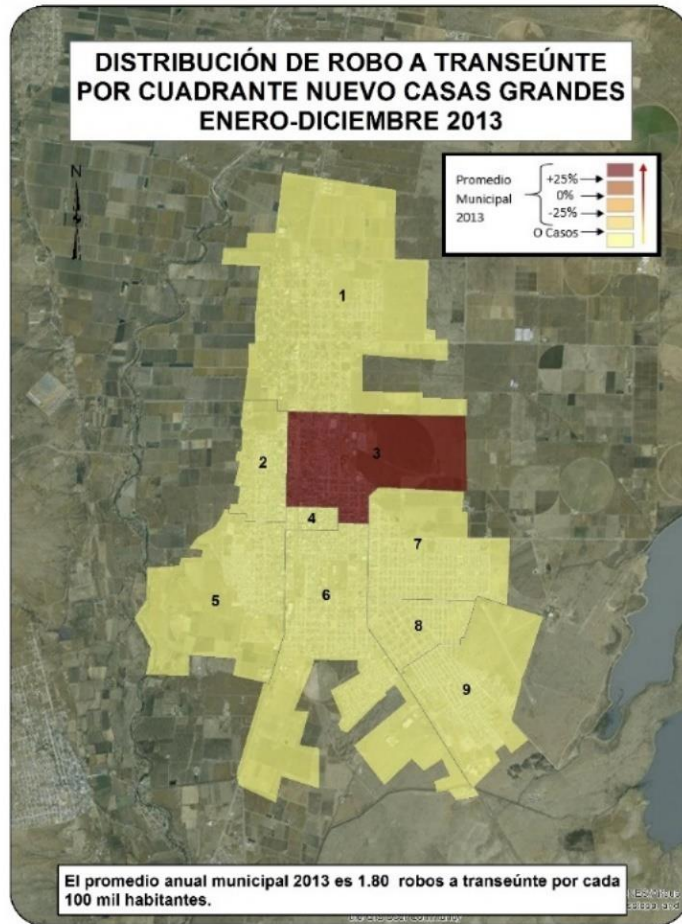 DISTRIBUCIÓN DE ROBO A TRANSEÚNTE
POR CUADRANTE NUEVO CASAS GRANDES
ENERO-DICIEMBRE 2013
N
Promedio
Municipal
2013
+25%
0%
-25%
O Casos
1
2
3
4
5
6
7
8
9
El promedio anual municipal 2013 es 1.80 robos a transeúnte por cada
100 mil habitantes.